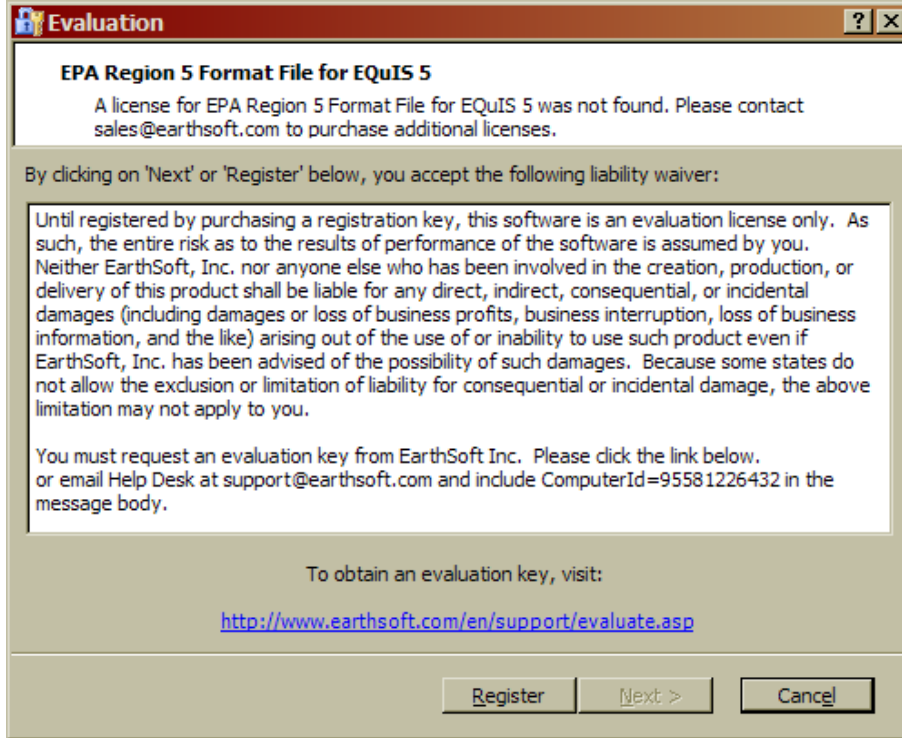 Evaluation
EPA Region 5 Format File for EQuIS 5
A license for EPA Region 5 Format File for EQuIS 5 was not found. Please contact
sales@earthsoft.com to purchase additional licenses.
By clicking on 'Next' or 'Register' below, you accept the following liability waiver:
Until registered by purchasing a registration key, this software is an evaluation license only. As
such, the entire risk as to the results of performance of the software is assumed by you.
Neither EarthSoft, Inc. nor anyone else who has been involved in the creation, production, or
delivery of this product shall be liable for any direct, indirect, consequential, or incidental
damages (including damages or loss of business profits, business interruption, loss of business
information, and the like) arising out of the use of or inability to use such product even if
EarthSoft, Inc. has been advised of the possibility of such damages. Because some states do
not allow the exclusion or limitation of liability for consequential or incidental damage, the above
limitation may not apply to you.
You must request an evaluation key from EarthSoft Inc. Please click the link below.
or email Help Desk at support@earthsoft.com and include ComputerId=95581226432 in the
message body.
To obtain an evaluation key, visit:
http://www.earthsoft.com/en/support/evaluate.asp
Register Next > Cancel